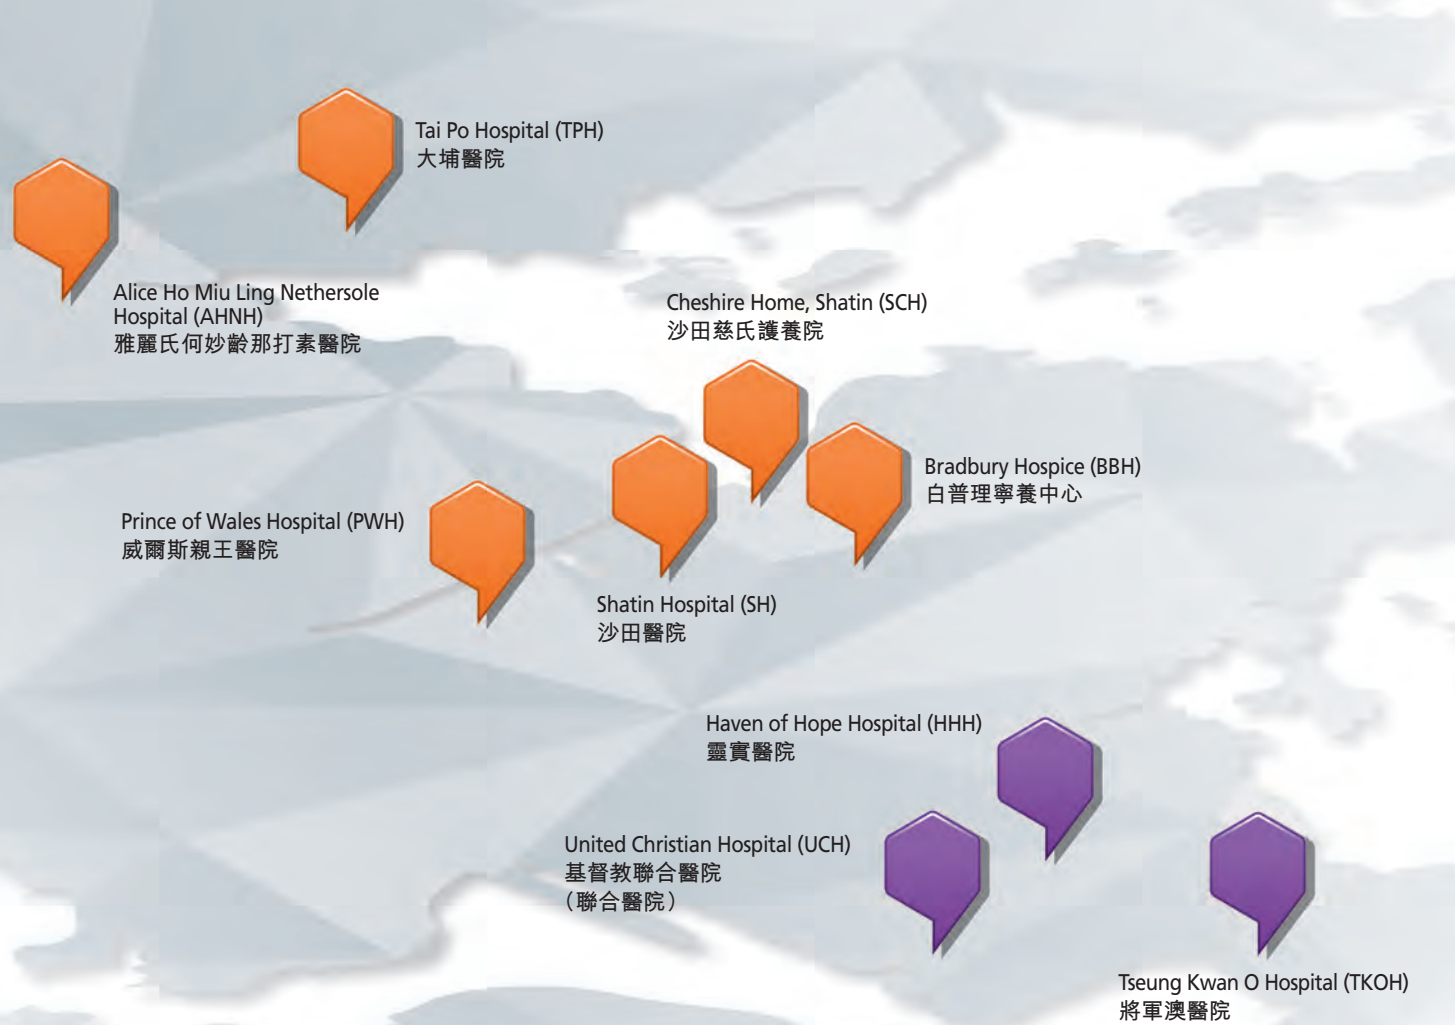 Tai Po Hospital (TPH)
大埔醫院
Alice Ho Miu Ling Nethersole
Hospital (AHNH)
雅麗氏何妙齡那打素醫院
Cheshire Home, Shatin (SCH)
沙田慈氏護養院
Bradbury Hospice (BBH)
白普理寧養中心
Prince of Wales Hospital (PWH)
威爾斯親王醫院
Shatin Hospital (SH)
沙田醫院
Haven of Hope Hospital (HHH)
靈實醫院
United Christian Hospital (UCH)
基督教聯合醫院
（聯合醫院）
Tseung Kwan O Hospital (TKOH)
將軍澳醫院